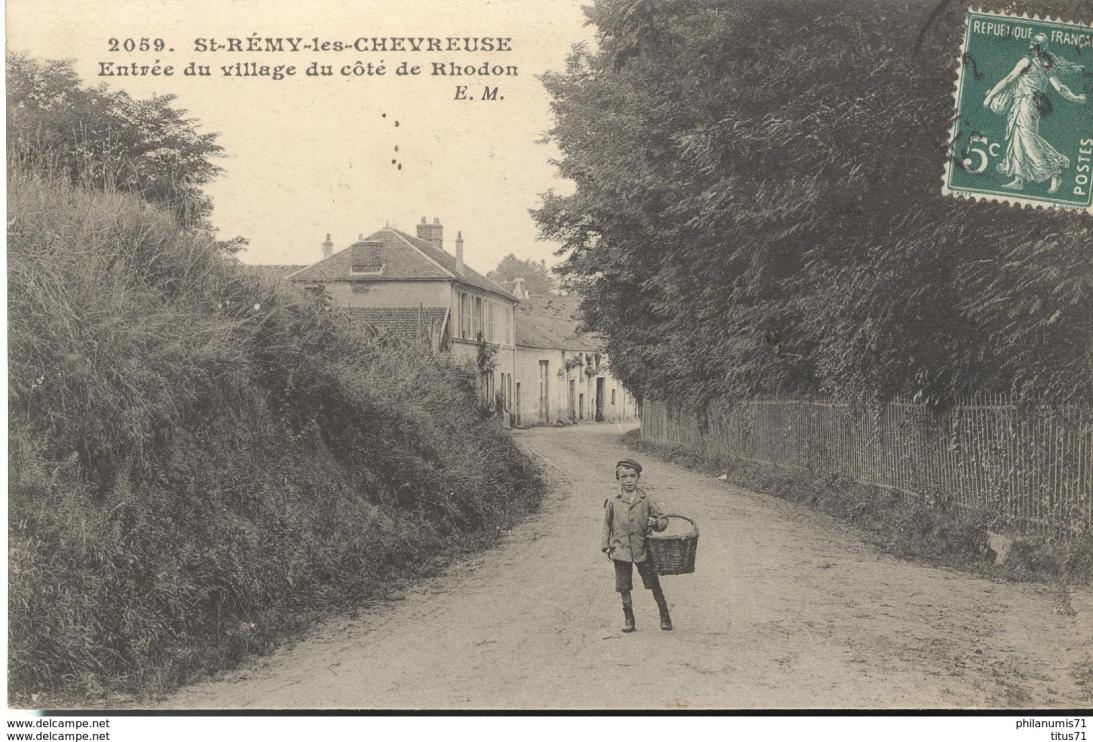 2059. St-RÉMY-les-CHEVREUSE
Entrée du village du côté de Rhodon
E. M.
REPUBLIQUE FRANÇA
5c
POSTES
www.delcampe.net
www.delcampe.net
philanumis71
titus71